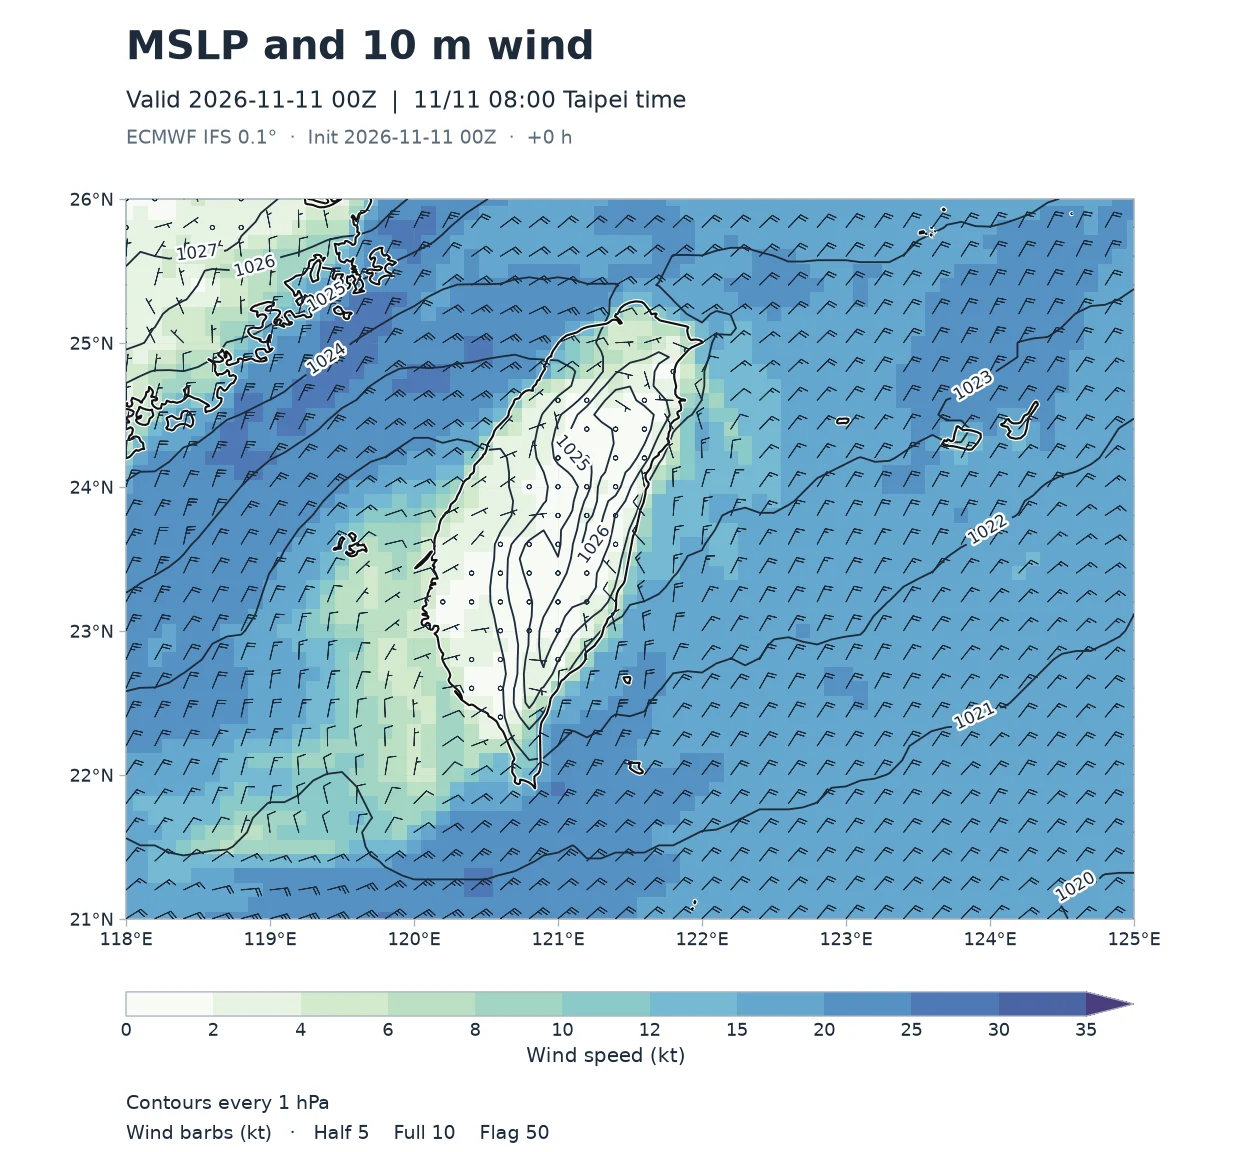 MSLP and 10 m wind
Valid 2026-11-11 00Z | 11/11 08:00 Taipei time
ECMWF IFS 0.1° · Init 2026-11-11 00Z · +0 h
26°N
1027
1026
1025
25°N
1024
1023
1025
24°N
1022
1026
23°N
1021
22°N
1020
21°N
118°E 119°E 120°E 121°E 122°E 123°E 124°E 125°E
0 2 4 6 8 10 12 15 20 25 30 35
Wind speed (kt)
Contours every 1 hPa
Wind barbs (kt) · Half 5 Full 10 Flag 50